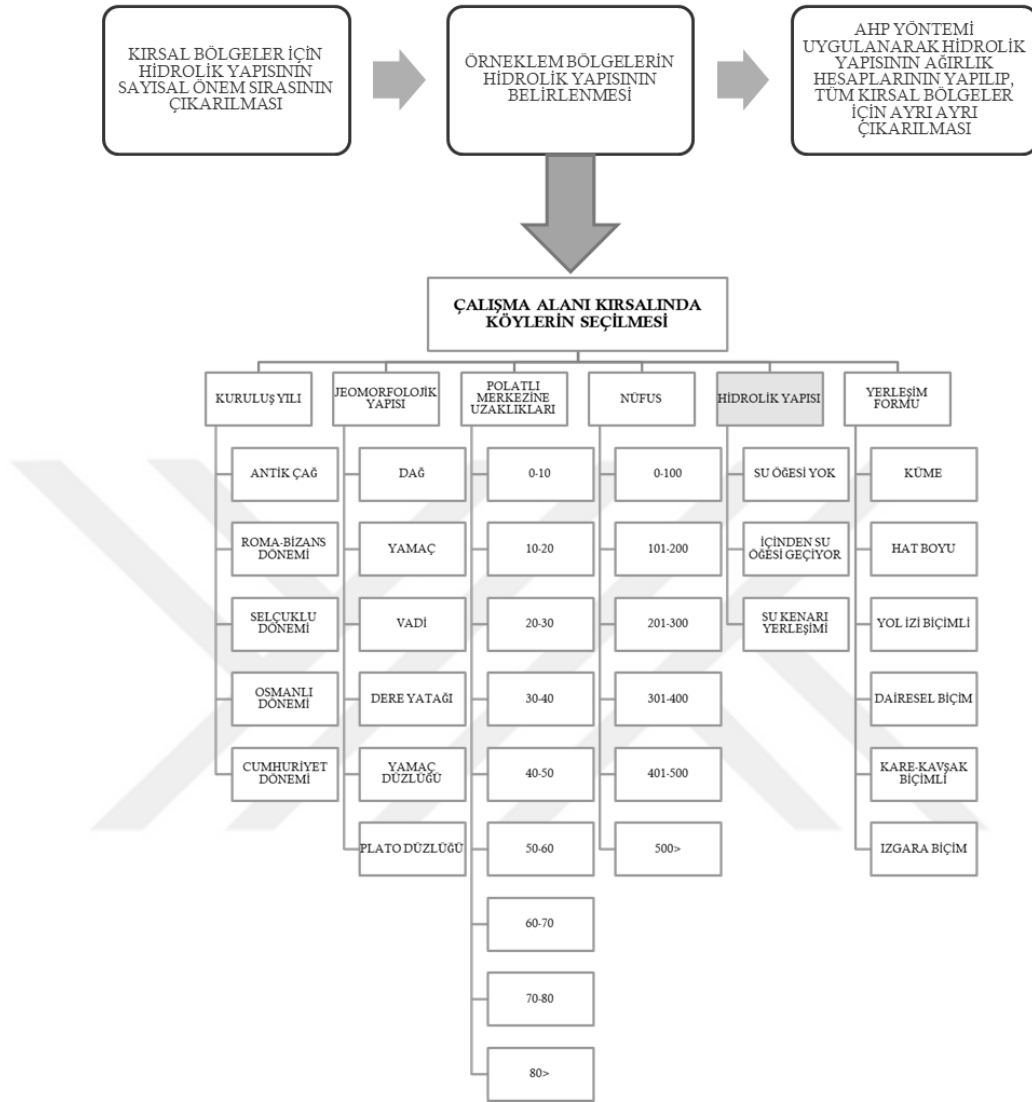 KIRSAL BÖLGELER İÇİN
HİDROLİK YAPISININ
SAYISAL ÖNEM SIRASININ
ÇIKARILMASI
ÖRNEKLEM BÖLGELERİN
HİDROLİK YAPISININ
BELİRLENMESİ
AHP YÖNTEMİ
UYGULANARAK HİDROLİK
YAPISININ AĞIRLIK
HESAPLARININ YAPILIP,
TÜM KIRSAL BÖLGELER
İÇİN AYRI AYRI
ÇIKARILMASI
ÇALIŞMA ALANI KIRSALINDA
KÖYLERİN SEÇİLMESİ
KURULUŞ YILI
ANTİK ÇAĞ
ROMA-BİZANS
DÖNEMİ
SELÇUKLU
DÖNEMİ
OSMANLI
DÖNEMİ
CUMHURİYET
DÖNEMİ
JEOMORFOLOJİK
YAPISI
DAĞ
YAMAÇ
VADİ
DERE YATAĞI
YAMAÇ
DÜZLÜĞÜ
PLATO DÜZLÜĞÜ
POLATLI
MERKEZİNE
UZAKLIKLARI
0-10
10-20
20-30
30-40
40-50
50-60
60-70
70-80
80>
NÜFUS
0-100
101-200
201-300
301-400
401-500
500>
HİDROLİK YAPISI
SU ÖĞESİ YOK
İÇİNDEN SU
ÖĞESİ GEÇİYOR
SU KENARI
YERLEŞİMİ
YERLEŞİM
FORMU
KÜME
HAT BOYU
YOL İZİ BİÇİMLİ
DAİRESEL BİÇİM
KARE-KAVŞAK
BİÇİMLİ
IZGARA BİÇİM